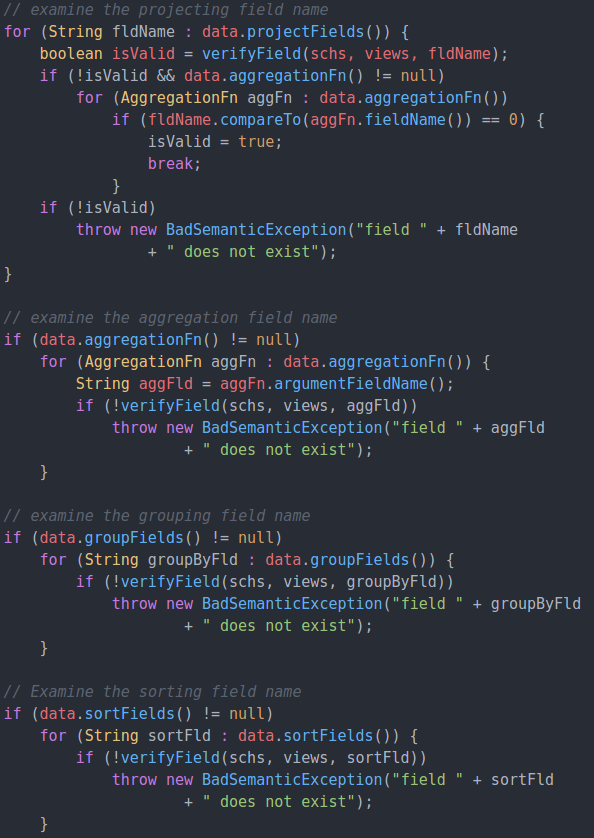 // examine the projecting field name
for (String fldName : data.projectFields()) {
    boolean isValid = verifyField(schs, views, fldName);
    if (!isValid && data.aggregationFn() != null)
        for (AggregationFn aggFn : data.aggregationFn())
            if (fldName.compareTo(aggFn.fieldName()) == 0) {
                isValid = true;
                break;
            }
    if (!isValid)
        throw new BadSemanticException("field " + fldName
                + " does not exist");
}

// examine the aggregation field name
if (data.aggregationFn() != null)
    for (AggregationFn aggFn : data.aggregationFn()) {
        String aggFld = aggFn.argumentFieldName();
        if (!verifyField(schs, views, aggFld))
            throw new BadSemanticException("field " + aggFld
                    + " does not exist");
    }

// examine the grouping field name
if (data.groupFields() != null)
    for (String groupByFld : data.groupFields()) {
        if (!verifyField(schs, views, groupByFld))
            throw new BadSemanticException("field " + groupByFld
                    + " does not exist");
    }

// Examine the sorting field name
if (data.sortFields() != null)
    for (String sortFld : data.sortFields()) {
        if (!verifyField(schs, views, sortFld))
            throw new BadSemanticException("field " + sortFld
                    + " does not exist");
    }